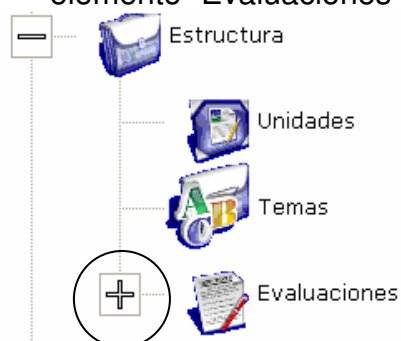 elemento "Evaluaciones
Estructura
Unidades
Temas
Evaluaciones